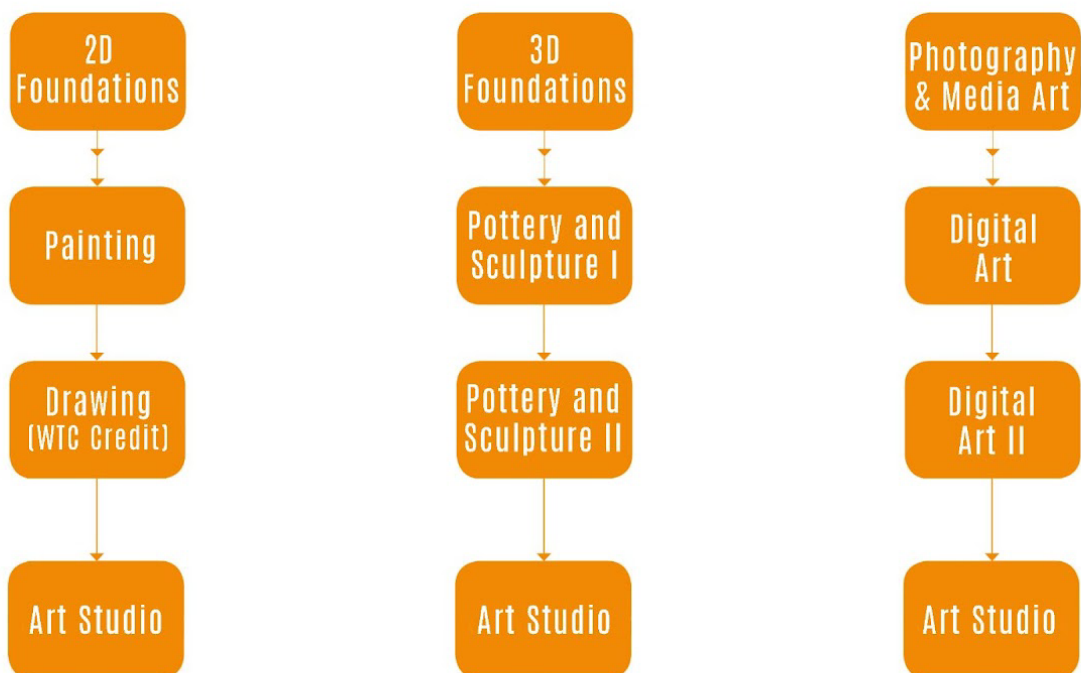 2D
Foundations
Painting
Drawing
(WTC Credit)
Art Studio
3D
Foundations
Pottery and
Sculpture I
Pottery and
Sculpture II
Art Studio
Photography
& Media Art
Digital
Art
Digital
Art II
Art Studio